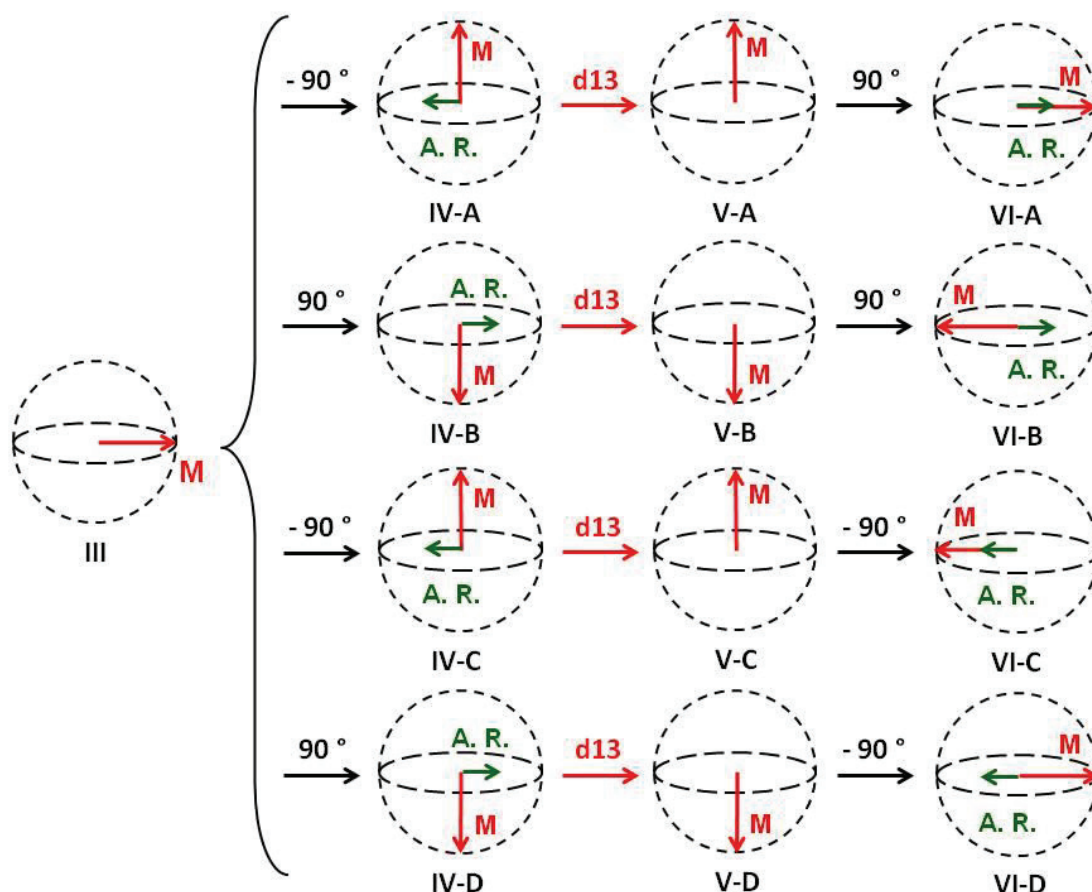 - 90 ° M d13 M 90 ° M
A. R. A. R.
IV-A V-A VI-A
90 ° A. R. d13 90 ° M
M M A. R.
IV-B V-B VI-B
M
III
- 90 ° M d13 M - 90 ° M
A. R. A. R.
IV-C V-C VI-C
90 ° A. R. d13 - 90 ° M
M M A. R.
IV-D V-D VI-D